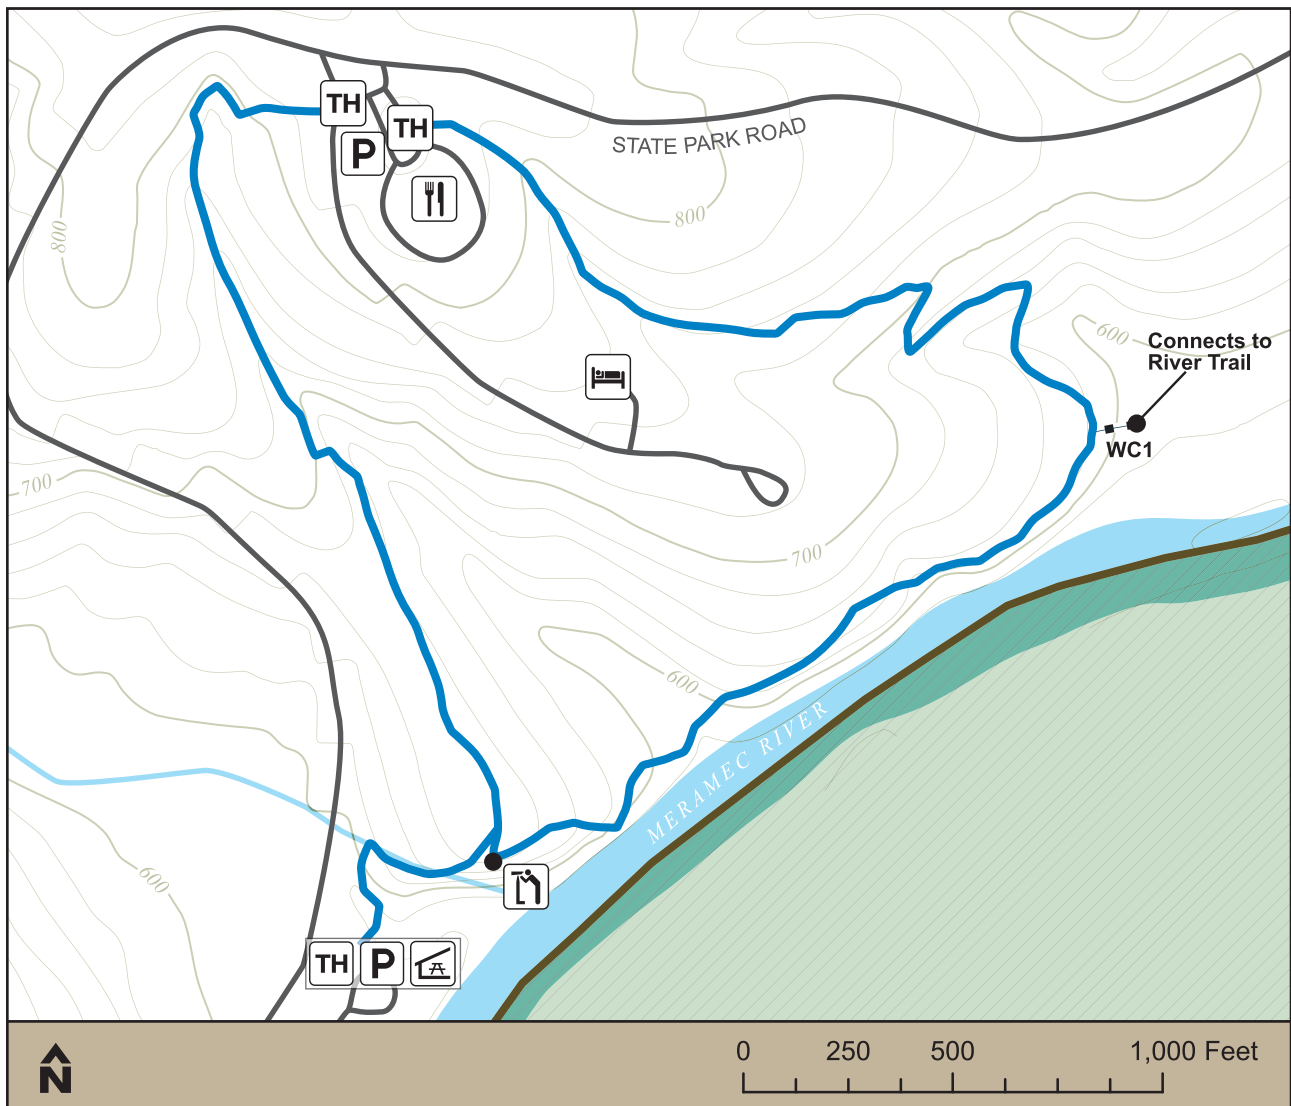 TH
TH
P
STATE PARK ROAD
800
800
600
Connects to
River Trail
WC1
700
700
600
MERAMEC RIVER
600
TH P
N
0 250 500 1,000 Feet